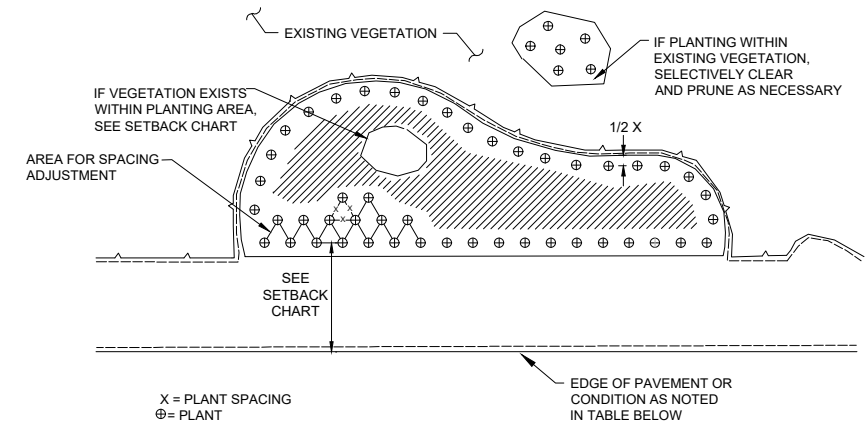 EXISTING VEGETATION
IF PLANTING WITHIN
EXISTING VEGETATION,
SELECTIVELY CLEAR
AND PRUNE AS NECESSARY
IF VEGETATION EXISTS
WITHIN PLANTING AREA,
SEE SETBACK CHART
1/2 X
AREA FOR SPACING
ADJUSTMENT
X X
X
SEE
SETBACK
CHART
EDGE OF PAVEMENT OR
CONDITION AS NOTED
IN TABLE BELOW
X = PLANT SPACING
⊕= PLANT